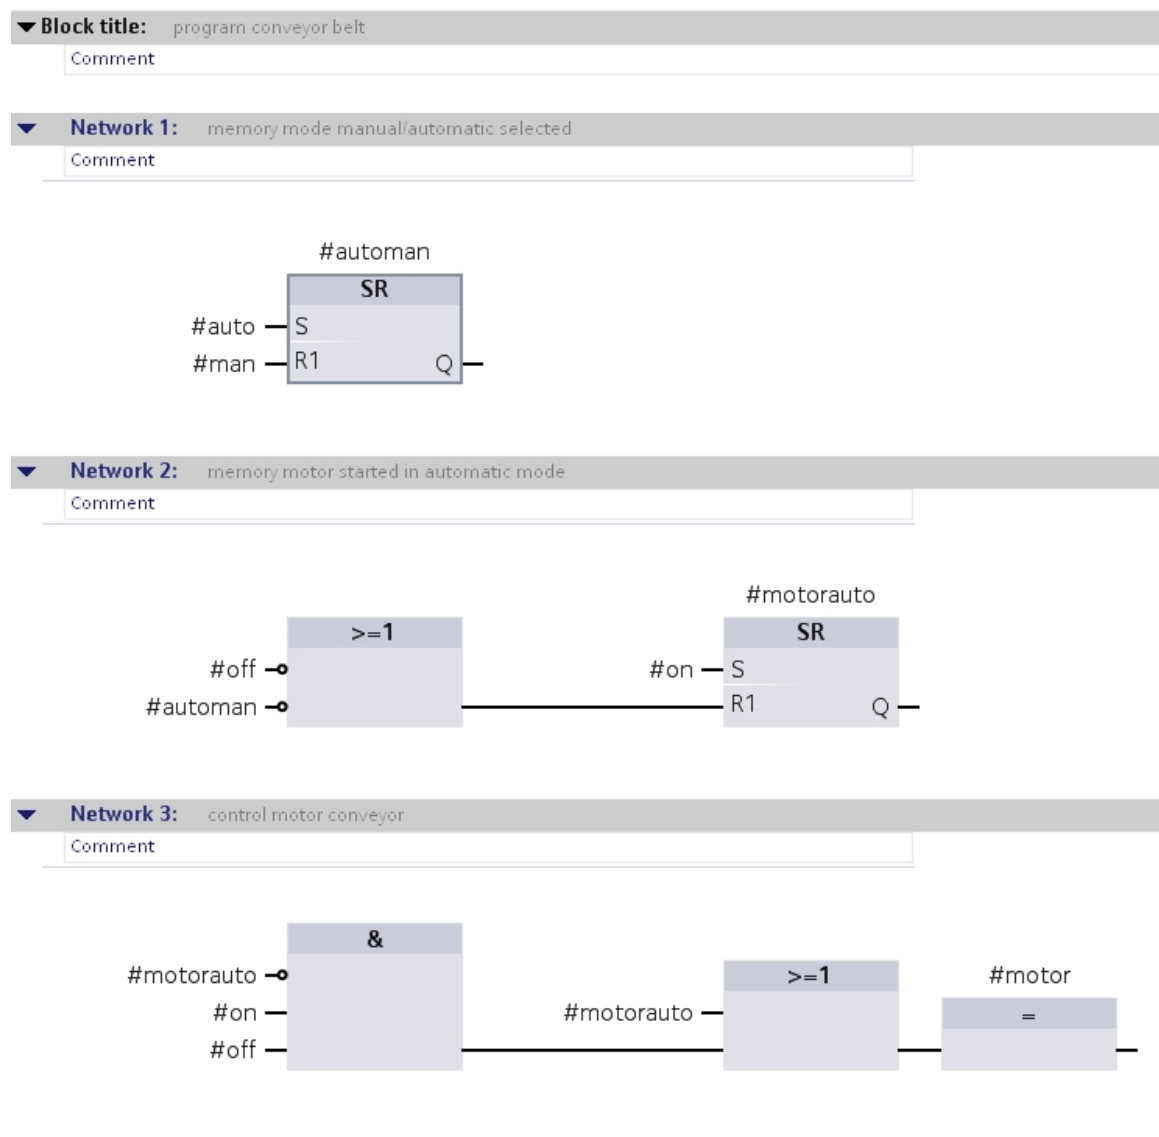 Block title: program conveyor belt
Comment
Network 1: memory mode manual/automatic selected
Comment
#automan
SR
#auto S
#man R1 Q
Network 2: memory motor started in automatic mode
Comment
#motorauto
>=1 SR
#off #on S
#automan R1 Q
Network 3: control motor conveyor
Comment
&
#motorauto >=1 #motor
#on #motorauto =
#off